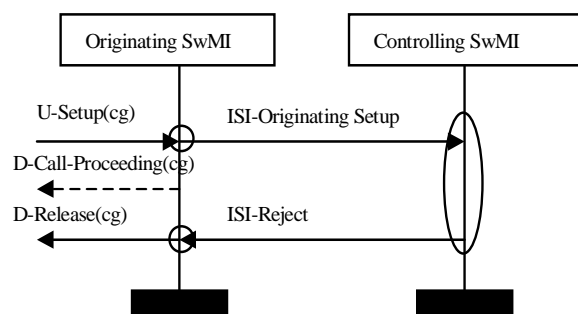 Originating SwMI
Controlling SwMI
U-Setup(cg)
ISI-Originating Setup
D-Call-Proceeding(cg)
D-Release(cg)
ISI-Reject